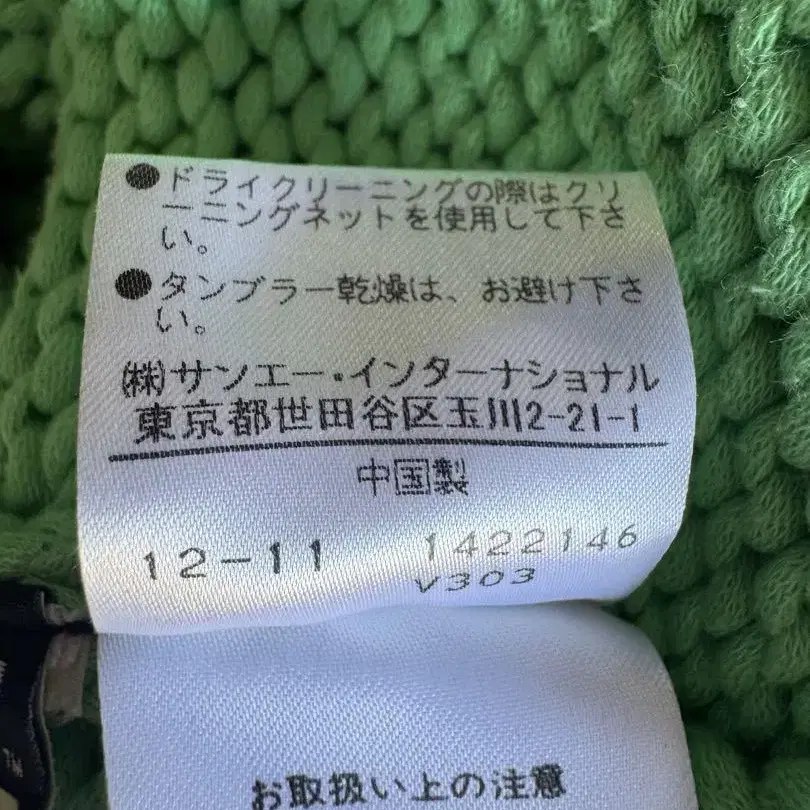 ●ドライクリーニングの際はクリ
ーニングネットを使用して下さ
い。
●タンブラー乾燥は、お避け下さ
い。
(株)サンエー・インターナショナル
東京都世田谷区玉川2-21-1
中国製
12-11 1422146
V303
お取扱い上の注意